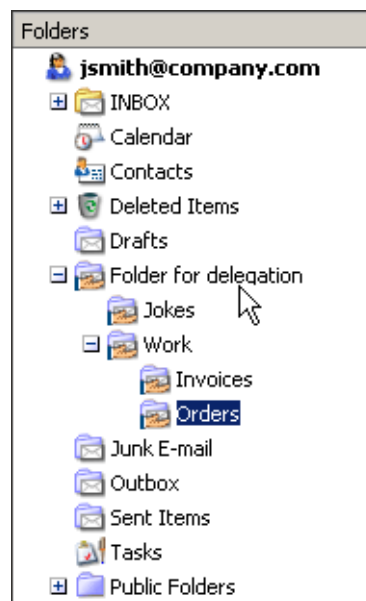 Folders
jsmith@company.com
INBOX
Calendar
Contacts
Deleted Items
Drafts
Folder for delegation
Jokes
Work
Invoices
Orders
Junk E-mail
Outbox
Sent Items
Tasks
Public Folders